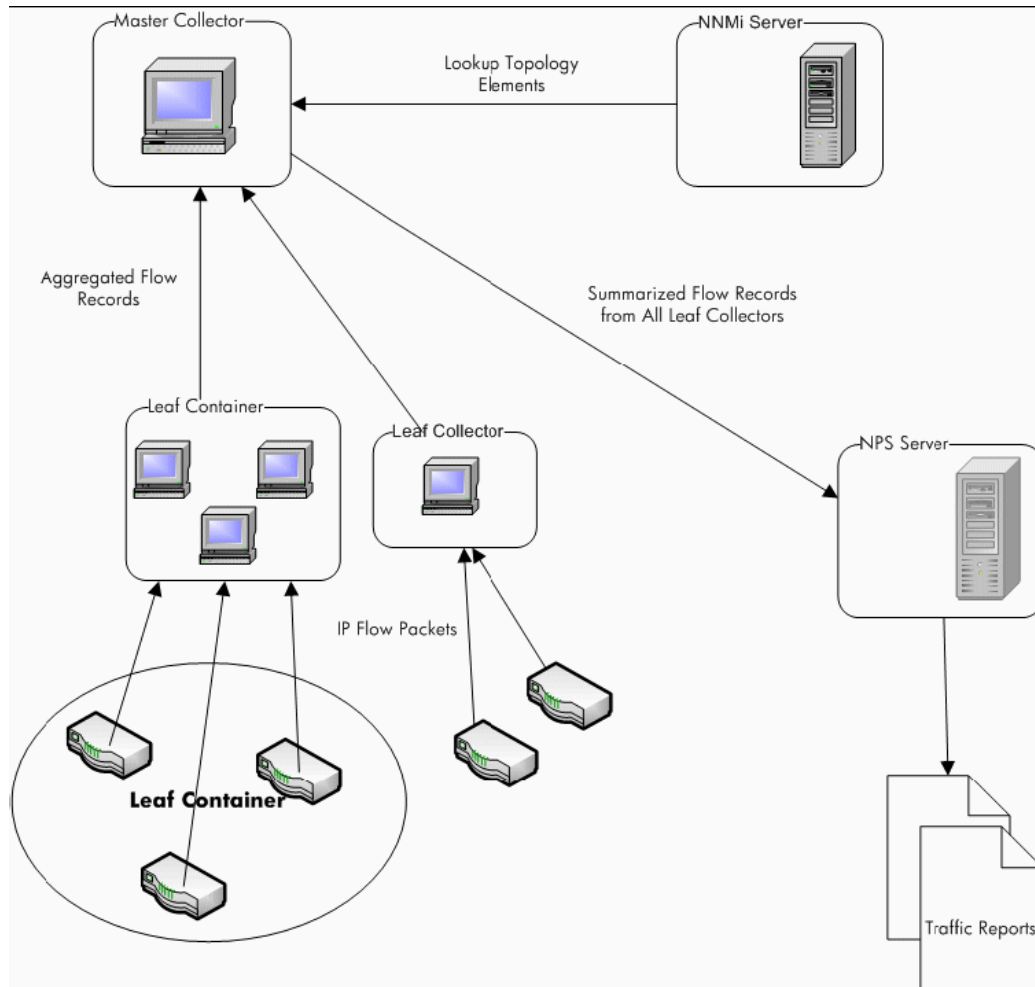 Master Collector
NNMi Server
Lookup Topology
Elements
Aggregated Flow
Records
Summarized Flow Records
from All Leaf Collectors
Leaf Container
Leaf Collector
NPS Server
IP Flow Packets
Leaf Container
Traffic Reports